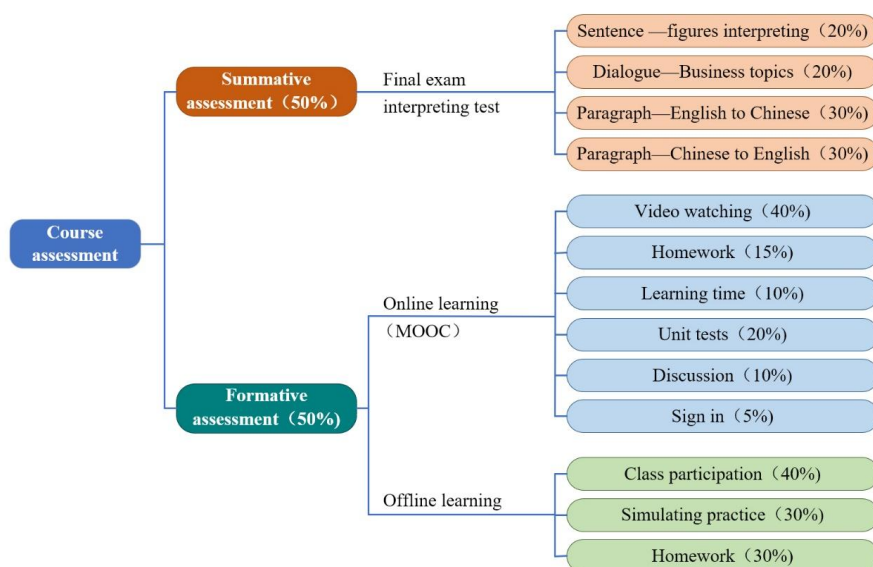 Course
assessment
Summative
assessment（50%）
Final exam
interpreting test
Sentence —figures interpreting（20%)
Dialogue—Business topics（20%)
Paragraph—English to Chinese（30%)
Paragraph—Chinese to English（30%)
Formative
assessment（50%)
Online learning
（MOOC）
Video watching（40%)
Homework（15%)
Learning time（10%)
Unit tests（20%)
Discussion（10%)
Sign in（5%)
Offline learning
Class participation（40%)
Simulating practice（30%)
Homework（30%)